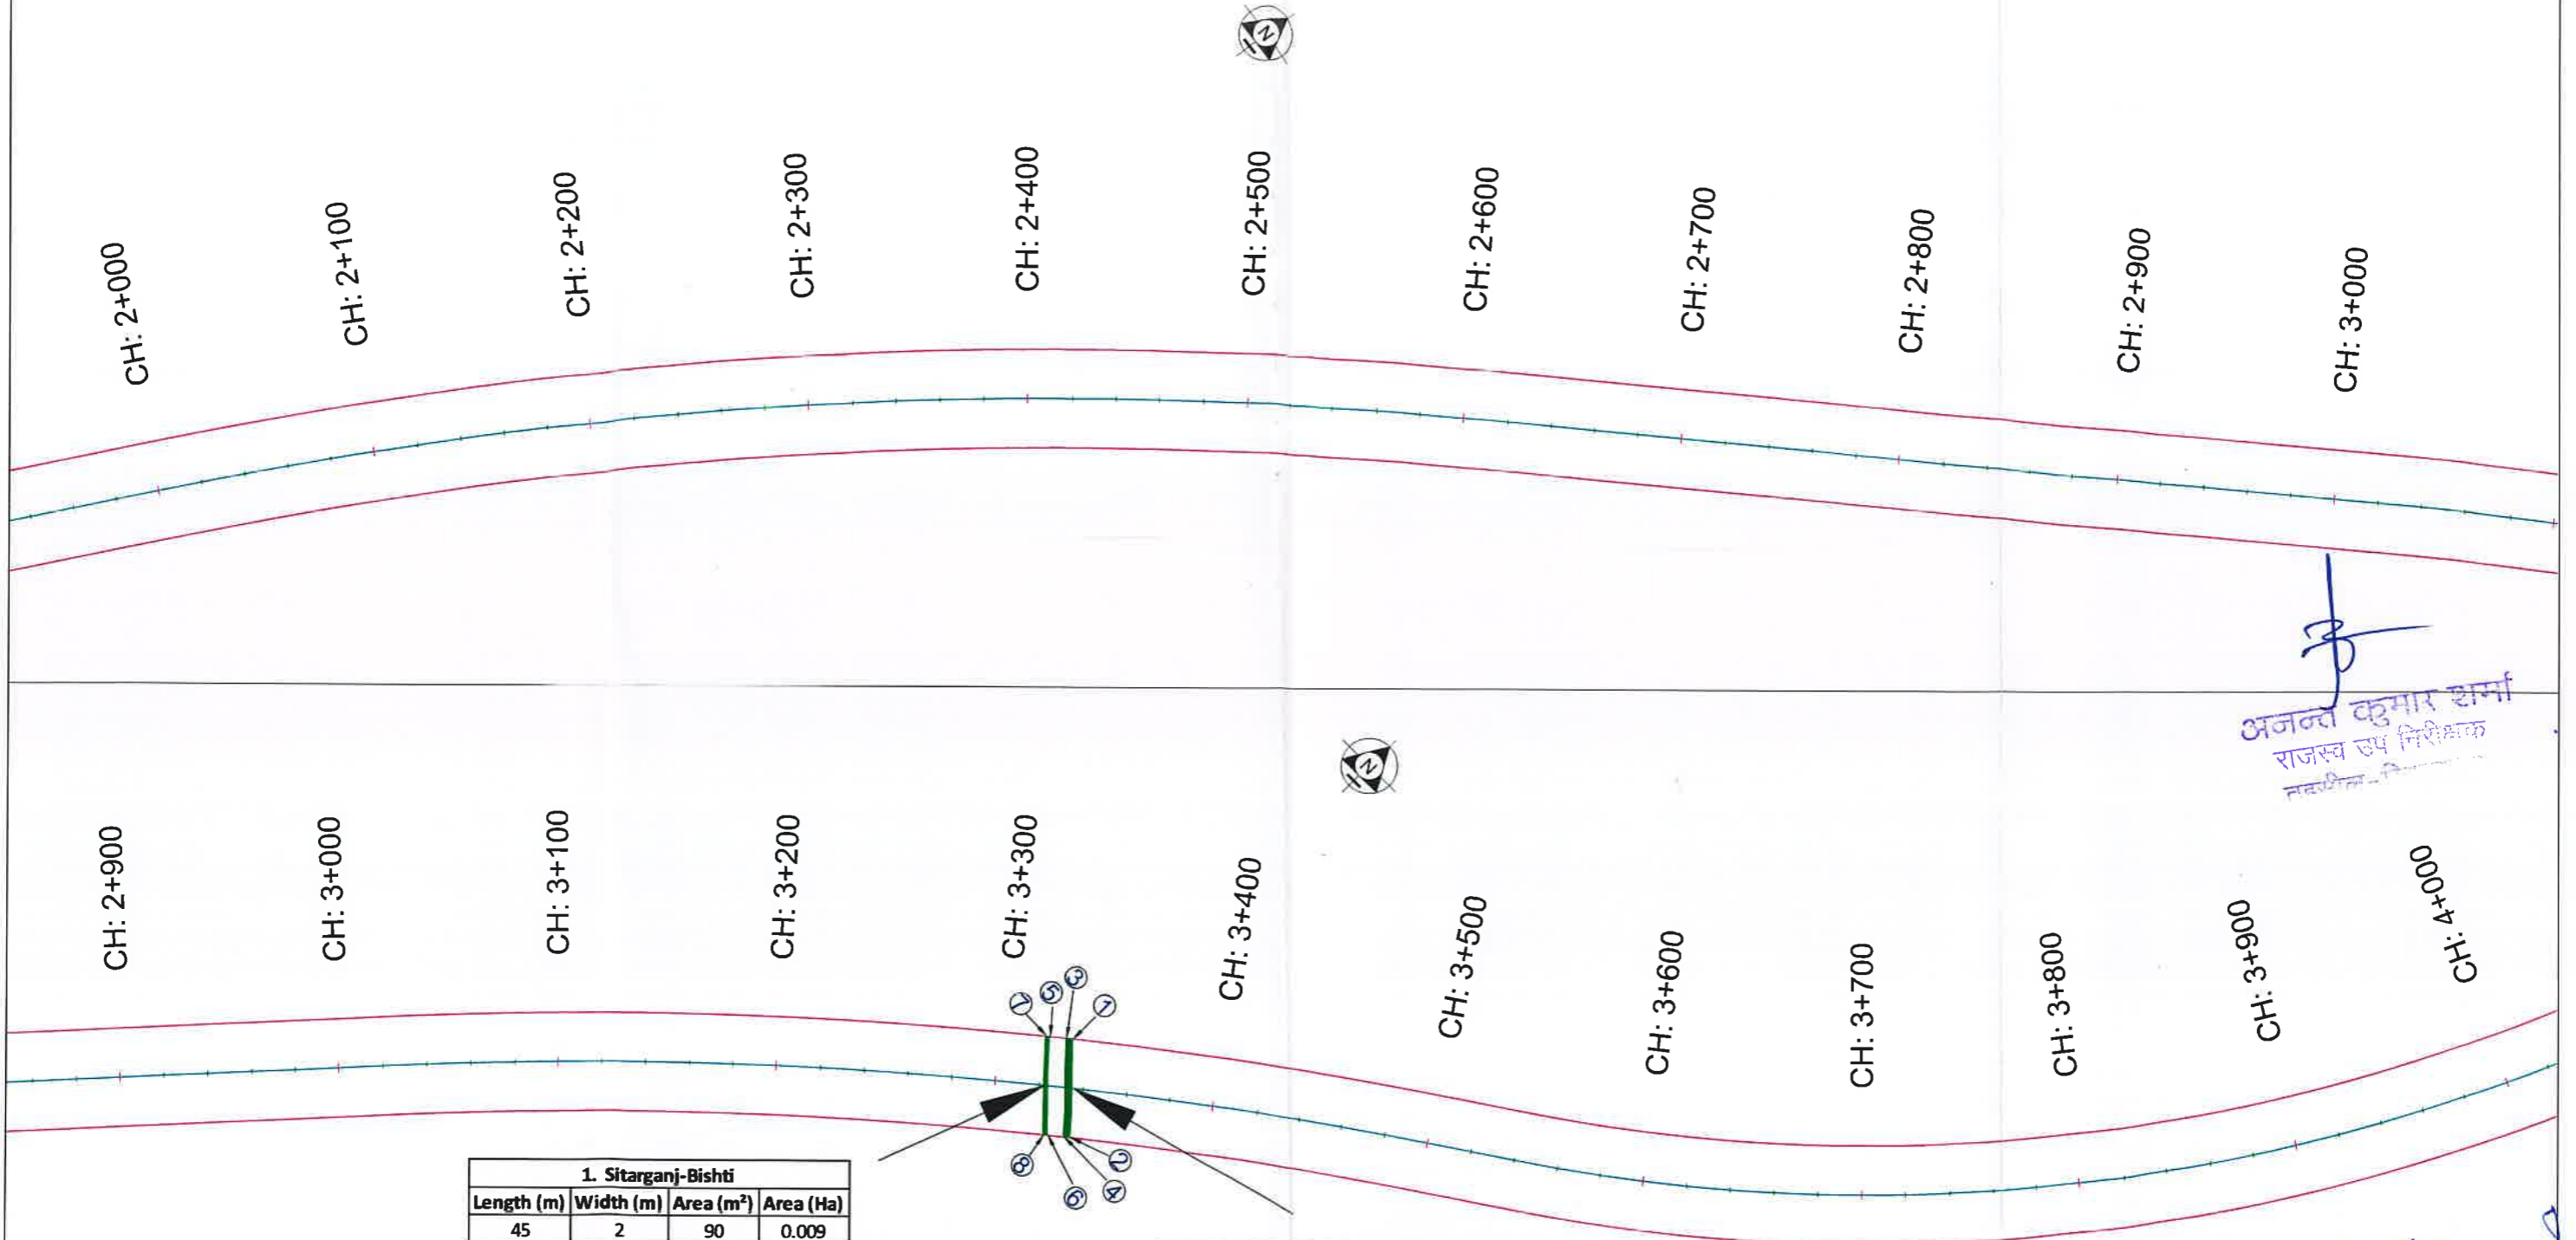 N
CH: 2+000
CH: 2+100
CH: 2+200
CH: 2+300
CH: 2+400
CH: 2+500
CH: 2+600
CH: 2+700
CH: 2+800
CH: 2+900
CH: 3+000
अनन्त कुमार शर्मा
राजस्व उप निरीक्षक
N
CH: 2+900
CH: 3+000
CH: 3+100
CH: 3+200
CH: 3+300
CH: 3+400
CH: 3+500
CH: 3+600
CH: 3+700
CH: 3+800
CH: 3+900
CH: 4+000
7
5
3
1
8
6
4
2
1. Sitarganj-Bishti
Length (m) Width (m) Area (m²) Area (Ha)
45 2 90 0.009